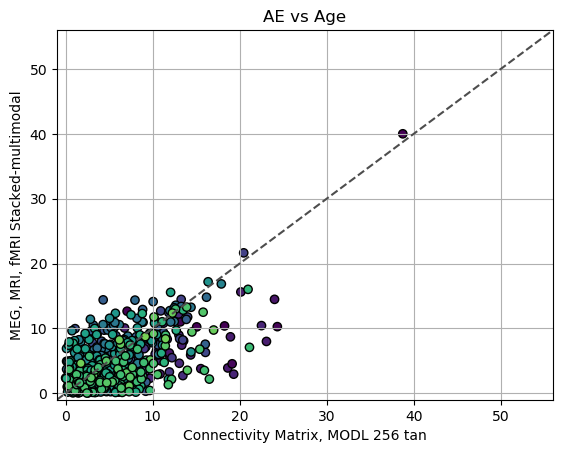 AE vs Age
50
40
30
20
10
0
MEG, MRI, fMRI Stacked-multimodal
0 10 20 30 40 50
Connectivity Matrix, MODL 256 tan